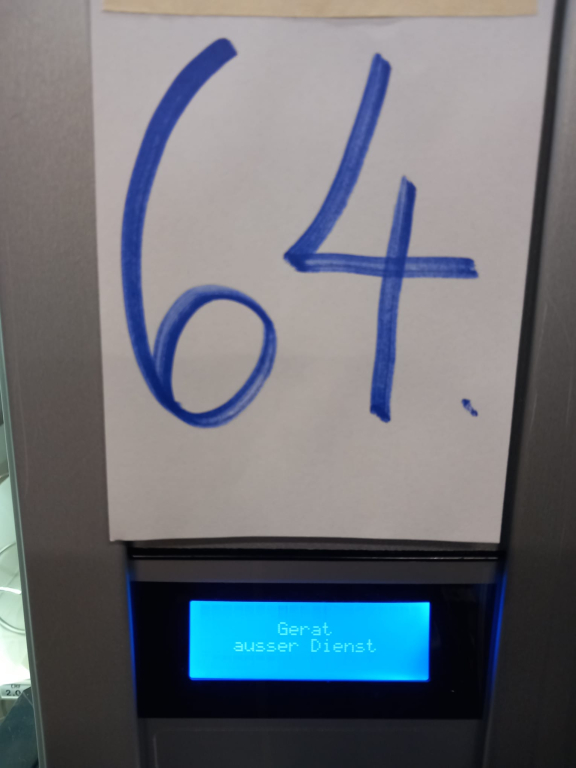 64.
Gerat
ausser Dienst